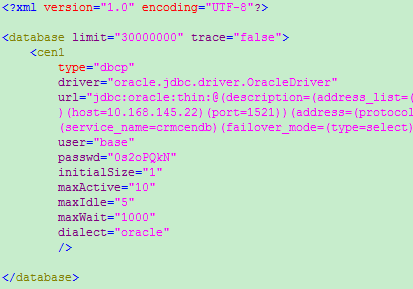 <?xml version="1.0" encoding="UTF-8"?>
<database limit="30000000" trace="false">
<cen1
type="dbcp"
driver="oracle.jdbc.driver.OracleDriver"
url="jdbc:oracle:thin:@(description=(address_list=(
)(host=10.168.145.22)(port=1521))(address=(protocol
(service_name=crmcendb)(failover_mode=(type=select)
user="base"
passwd="0s2oPQkN"
initialSize="1"
maxActive="10"
maxIdle="5"
maxWait="1000"
dialect="oracle"
/>
</database>